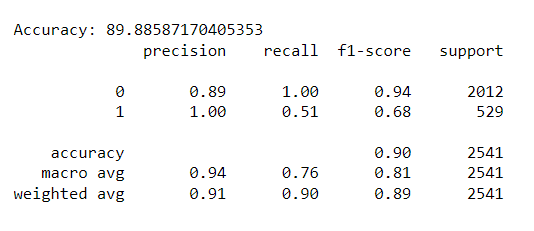 Accuracy: 89.88587170405353
precision recall f1-score support
0 0.89 1.00 0.94 2012
1 1.00 0.51 0.68 529
accuracy 0.90 2541
macro avg 0.94 0.76 0.81 2541
weighted avg 0.91 0.90 0.89 2541